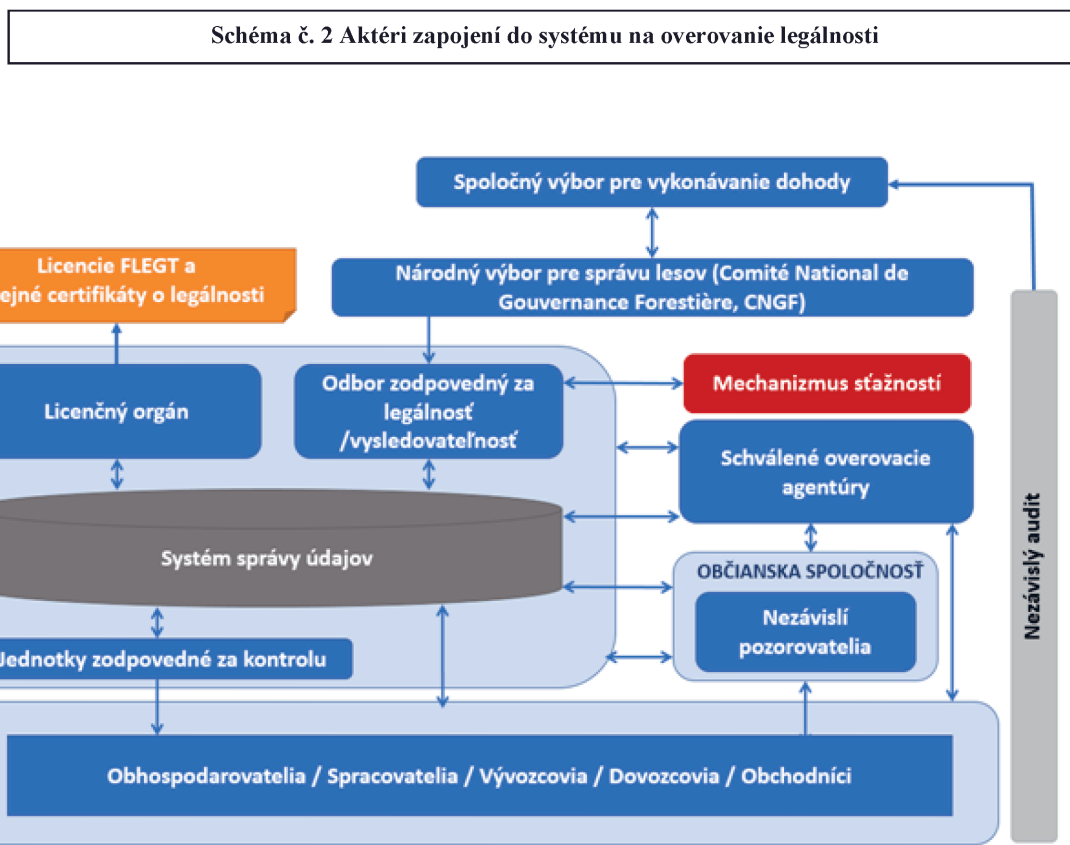 Schéma č. 2 Aktéri zapojení do systému na overovanie legálnosti
Spoločný výbor pre vykonávanie dohody
Licencie FLEGT a
ejné certifikáty o legálnosti
Národný výbor pre správu lesov (Comité National de
Gouvernance Forestière, CNGF)
Licenčný orgán
Odbor zodpovedný za
legálnosť
/vysledovateľnosť
Mechanizmus sťažností
Schválené overovacie
agentúry
Systém správy údajov
OBČIANSKA SPOLOČNOSŤ
Nezávislí
pozorovatelia
Jednotky zodpovedné za kontrolu
Obhospodarovatelia / Spracovatelia / Vývozcovia / Dovozcovia / Obchodníci
Nezávislý audit